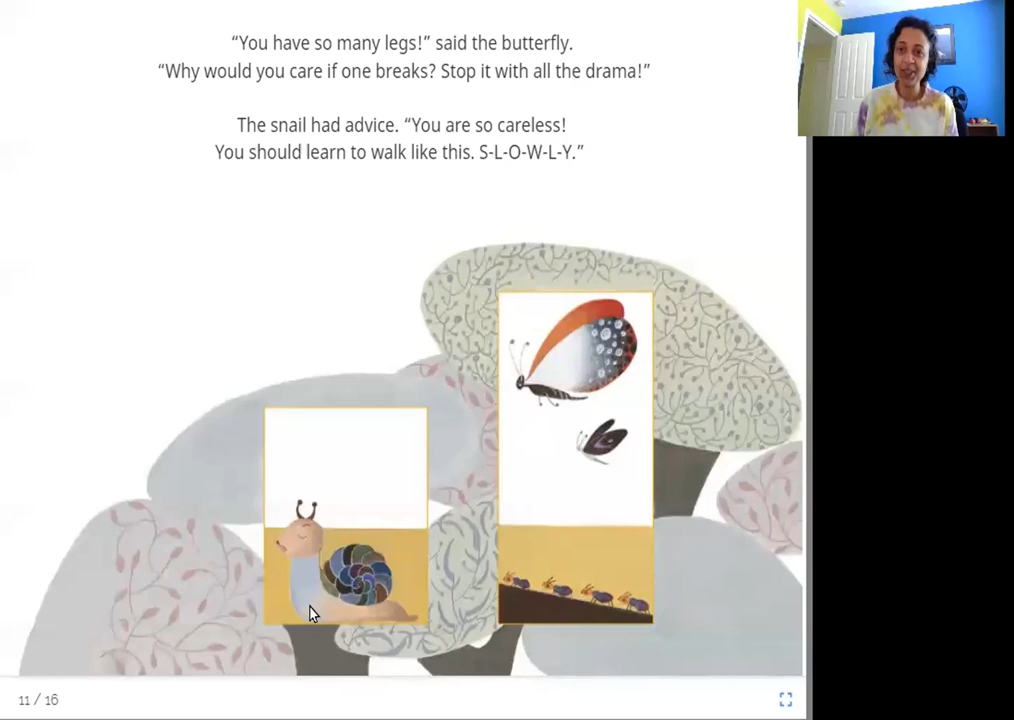 “You have so many legs!” said the butterfly.
“Why would you care if one breaks? Stop it with all the drama!”
The snail had advice. “You are so careless!
You should learn to walk like this. S-L-O-W-L-Y.”
11 / 16